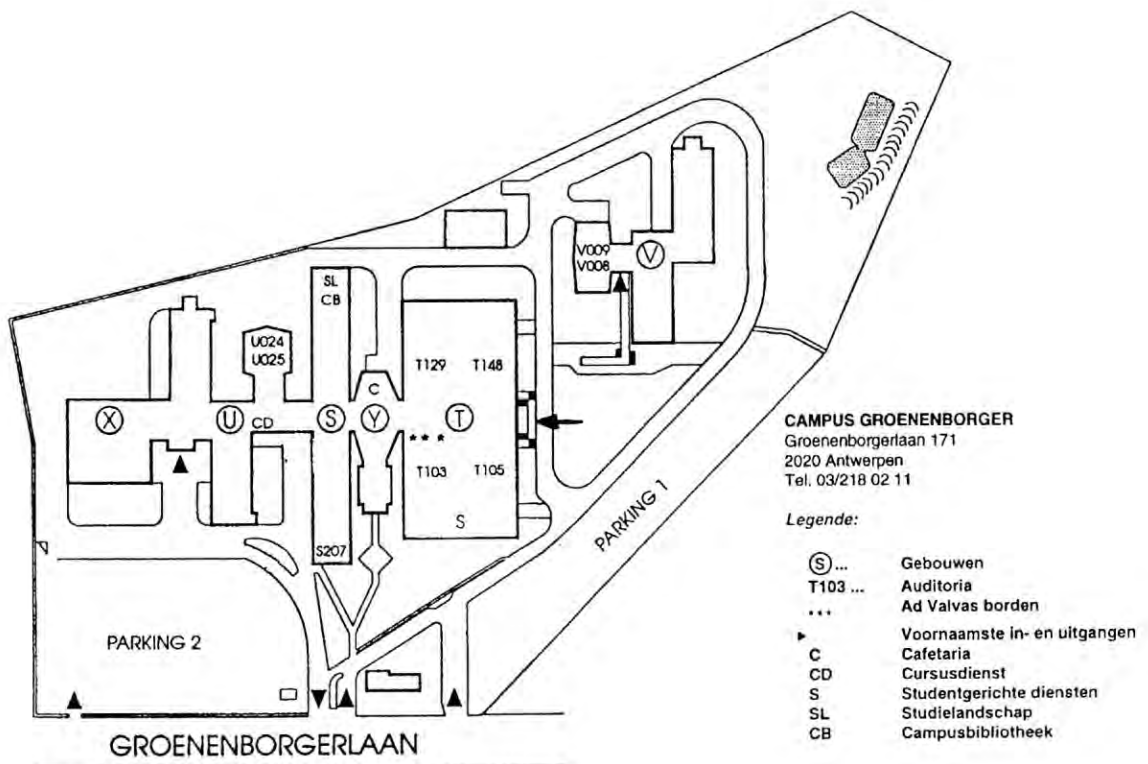 V009
V008
V
SL
CB
U024
U025
T129
T148
C
X
U
CD
S
Y
T
***
T103
T105
S
S207
PARKING 1
PARKING 2
GROENENBORGERLAAN
CAMPUS GROENENBORGER
Groenenborgerlaan 171
2020 Antwerpen
Tel. 03/218 02 11
Legende:
S ... Gebouwen
T103 ... Auditoria
*** Ad Valvas borden
Voornaamste in- en uitgangen
C Cafetaria
CD Cursusdienst
S Studentgerichte diensten
SL Studielandschap
CB Campusbibliotheek